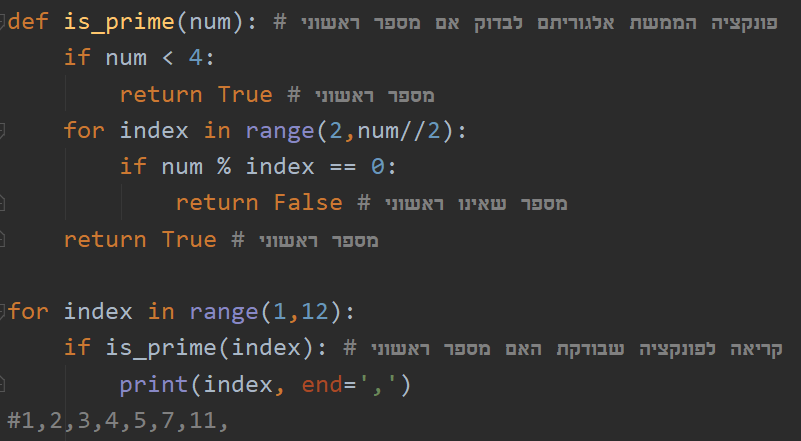 def is_prime(num): # פונקציה הממשת אלגוריתם לבדוק אם מספר ראשוני
    if num < 4:
        return True # מספר ראשוני
    for index in range(2,num//2):
        if num % index == 0:
            return False # מספר שאינו ראשוני
    return True # מספר ראשוני
for index in range(1,12):
    if is_prime(index): # קריאה לפונקציה שבודקת האם מספר ראשוני
        print(index, end=',')
#1,2,3,4,5,7,11,